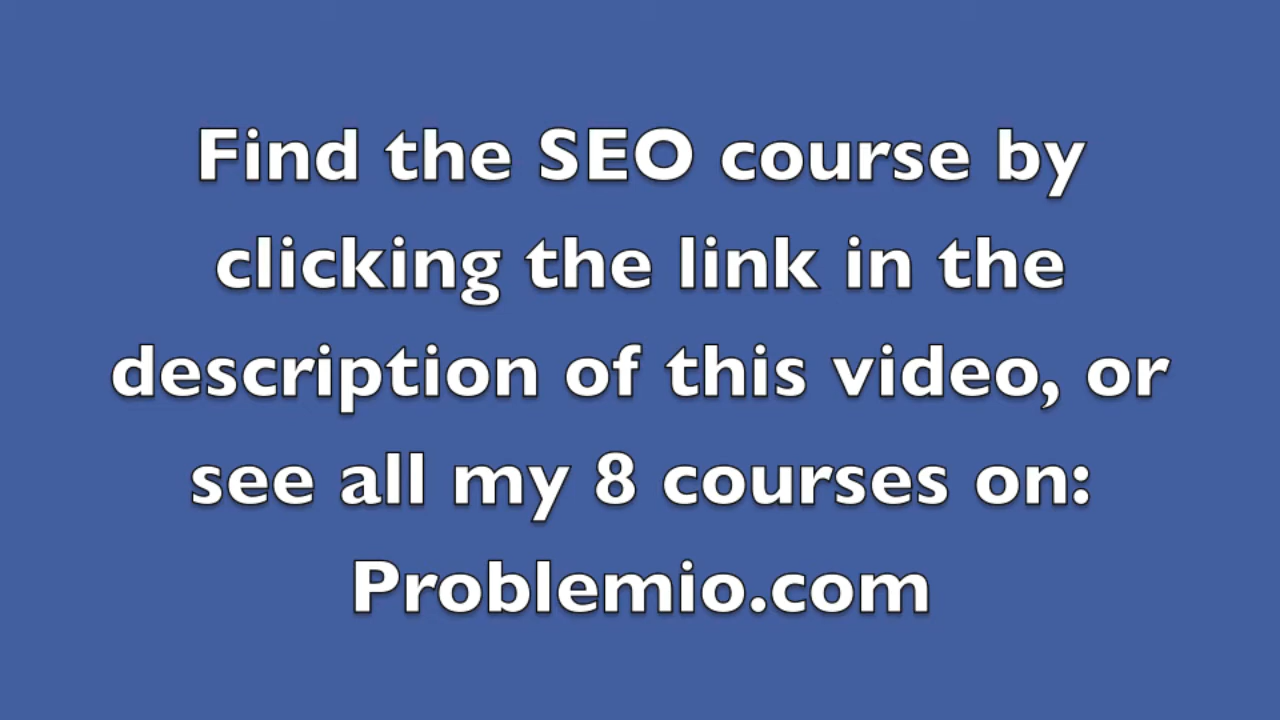 Find the SEO course by
clicking the link in the
description of this video, or
see all my 8 courses on:
Problemio.com